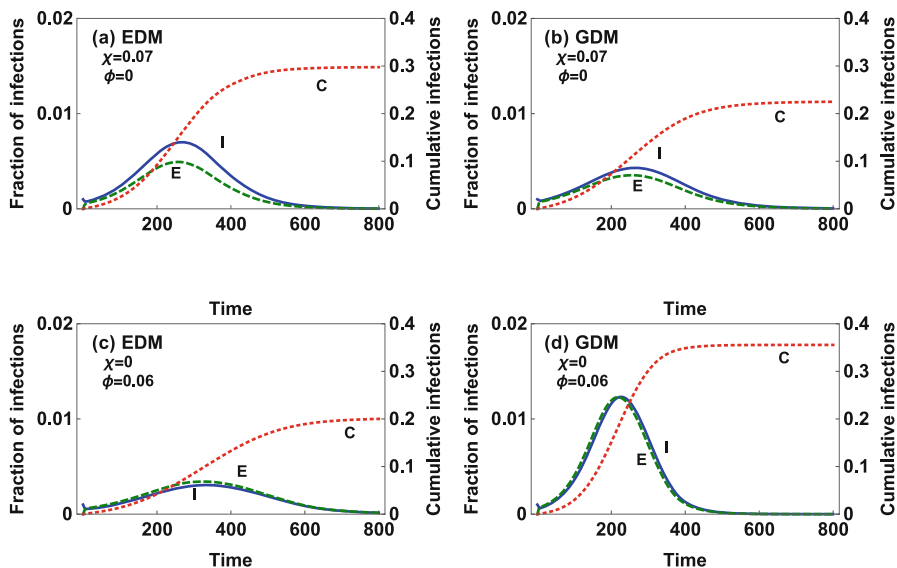 (a) EDM
χ=0.07
ϕ=0
Fraction of infections
Cumulative infections
0.02
0.01
0
0.4
0.3
0.2
0.1
0
200 400 600 800
C
I
E
Time
(b) GDM
χ=0.07
ϕ=0
Fraction of infections
Cumulative infections
0.02
0.01
0
0.4
0.3
0.2
0.1
0
200 400 600 800
C
I
E
Time
(c) EDM
χ=0
ϕ=0.06
Fraction of infections
Cumulative infections
0.02
0.01
0
0.4
0.3
0.2
0.1
0
200 400 600 800
C
E
I
Time
(d) GDM
χ=0
ϕ=0.06
Fraction of infections
Cumulative infections
0.02
0.01
0
0.4
0.3
0.2
0.1
0
200 400 600 800
C
I
E
Time